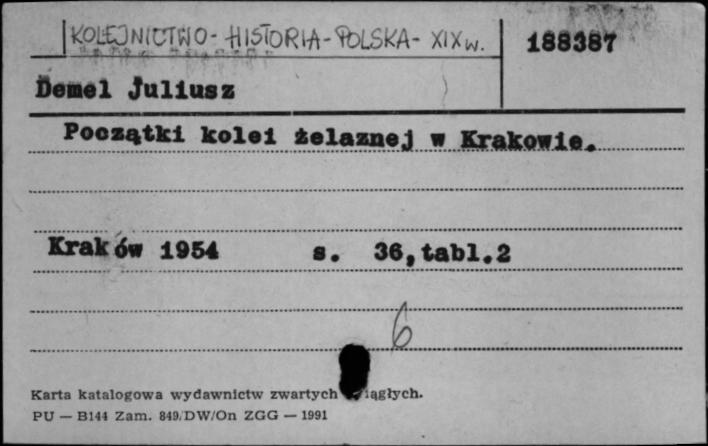 KOLEJNICTWO - HISTORIA - POLSKA - XIX w. 188387
Demel Juliusz
Początki kolei żelaznej w Krakowie.
Kraków 1954 s. 36, tabl.2
6
Karta katalogowa wydawnictw zwartych ciągłych.
PU — B144 Zam. 849/DW/On ZGG — 1991